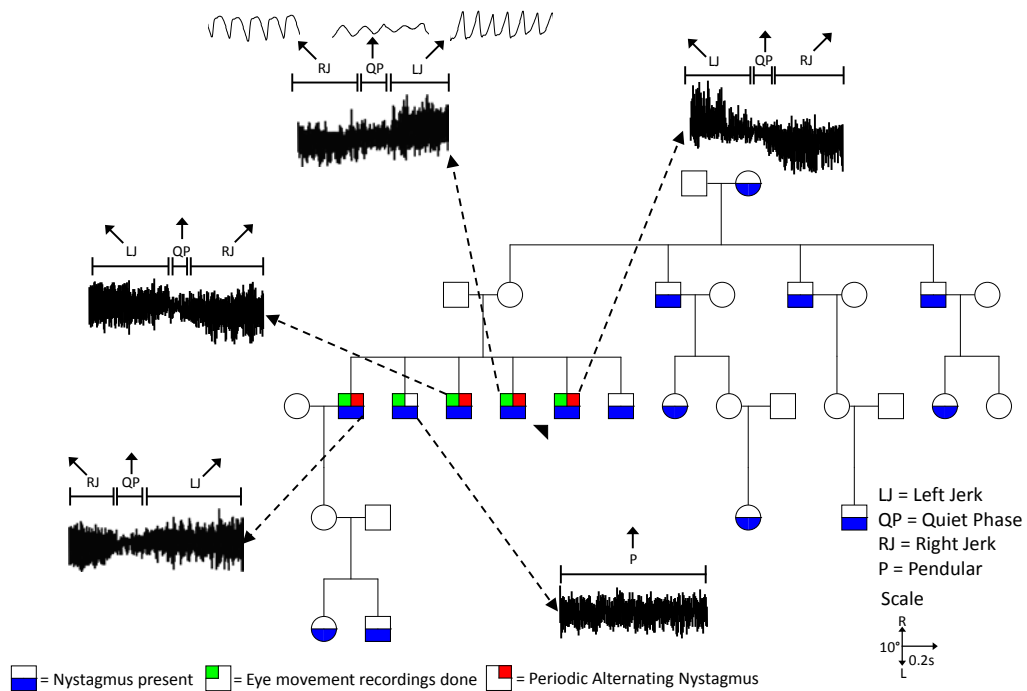 RJ QP LJ
LJ QP RJ
LJ QP RJ
RJ QP LJ
P
LJ = Left Jerk
QP = Quiet Phase
RJ = Right Jerk
P = Pendular
Scale
R
10° 0.2s
L
= Nystagmus present = Eye movement recordings done = Periodic Alternating Nystagmus